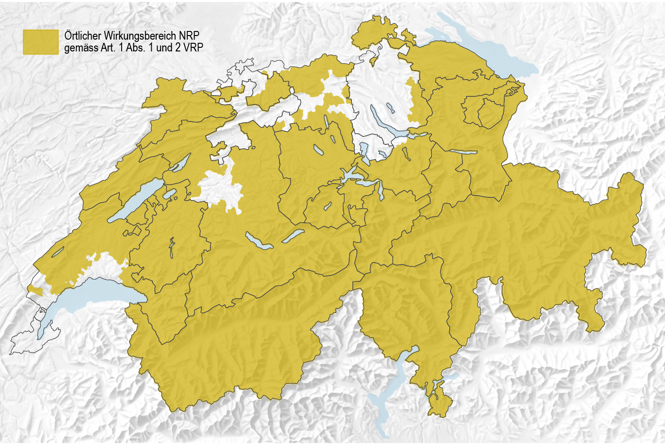 Örtlicher Wirkungsbereich NRP
gemäss Art. 1 Abs. 1 und 2 VRP